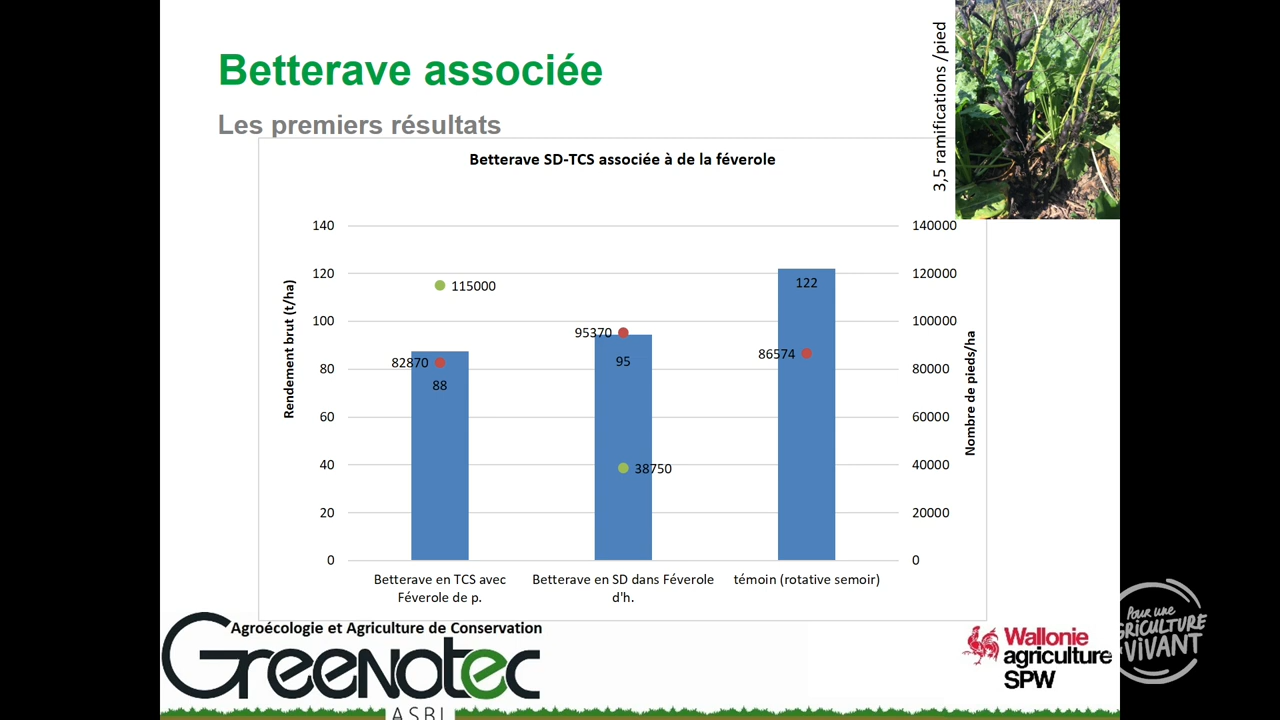 Betterave associée
Les premiers résultats
3,5 ramifications /pied
Betterave SD-TCS associée à de la féverole
Rendement brut (t/ha)
140
120
100
80
60
40
20
0
115000
82870
88
95370
95
38750
122
86574
140000
120000
100000
80000
60000
40000
20000
0
Nombre de pieds/ha
Betterave en TCS avec
Féverole de p.
Betterave en SD dans Féverole
d'h.
témoin (rotative semoir)
Agroécologie et Agriculture de Conservation
Greenotec
ASBL
Wallonie
agriculture
SPW
Pour une
AGRICULTURE
VIVANT